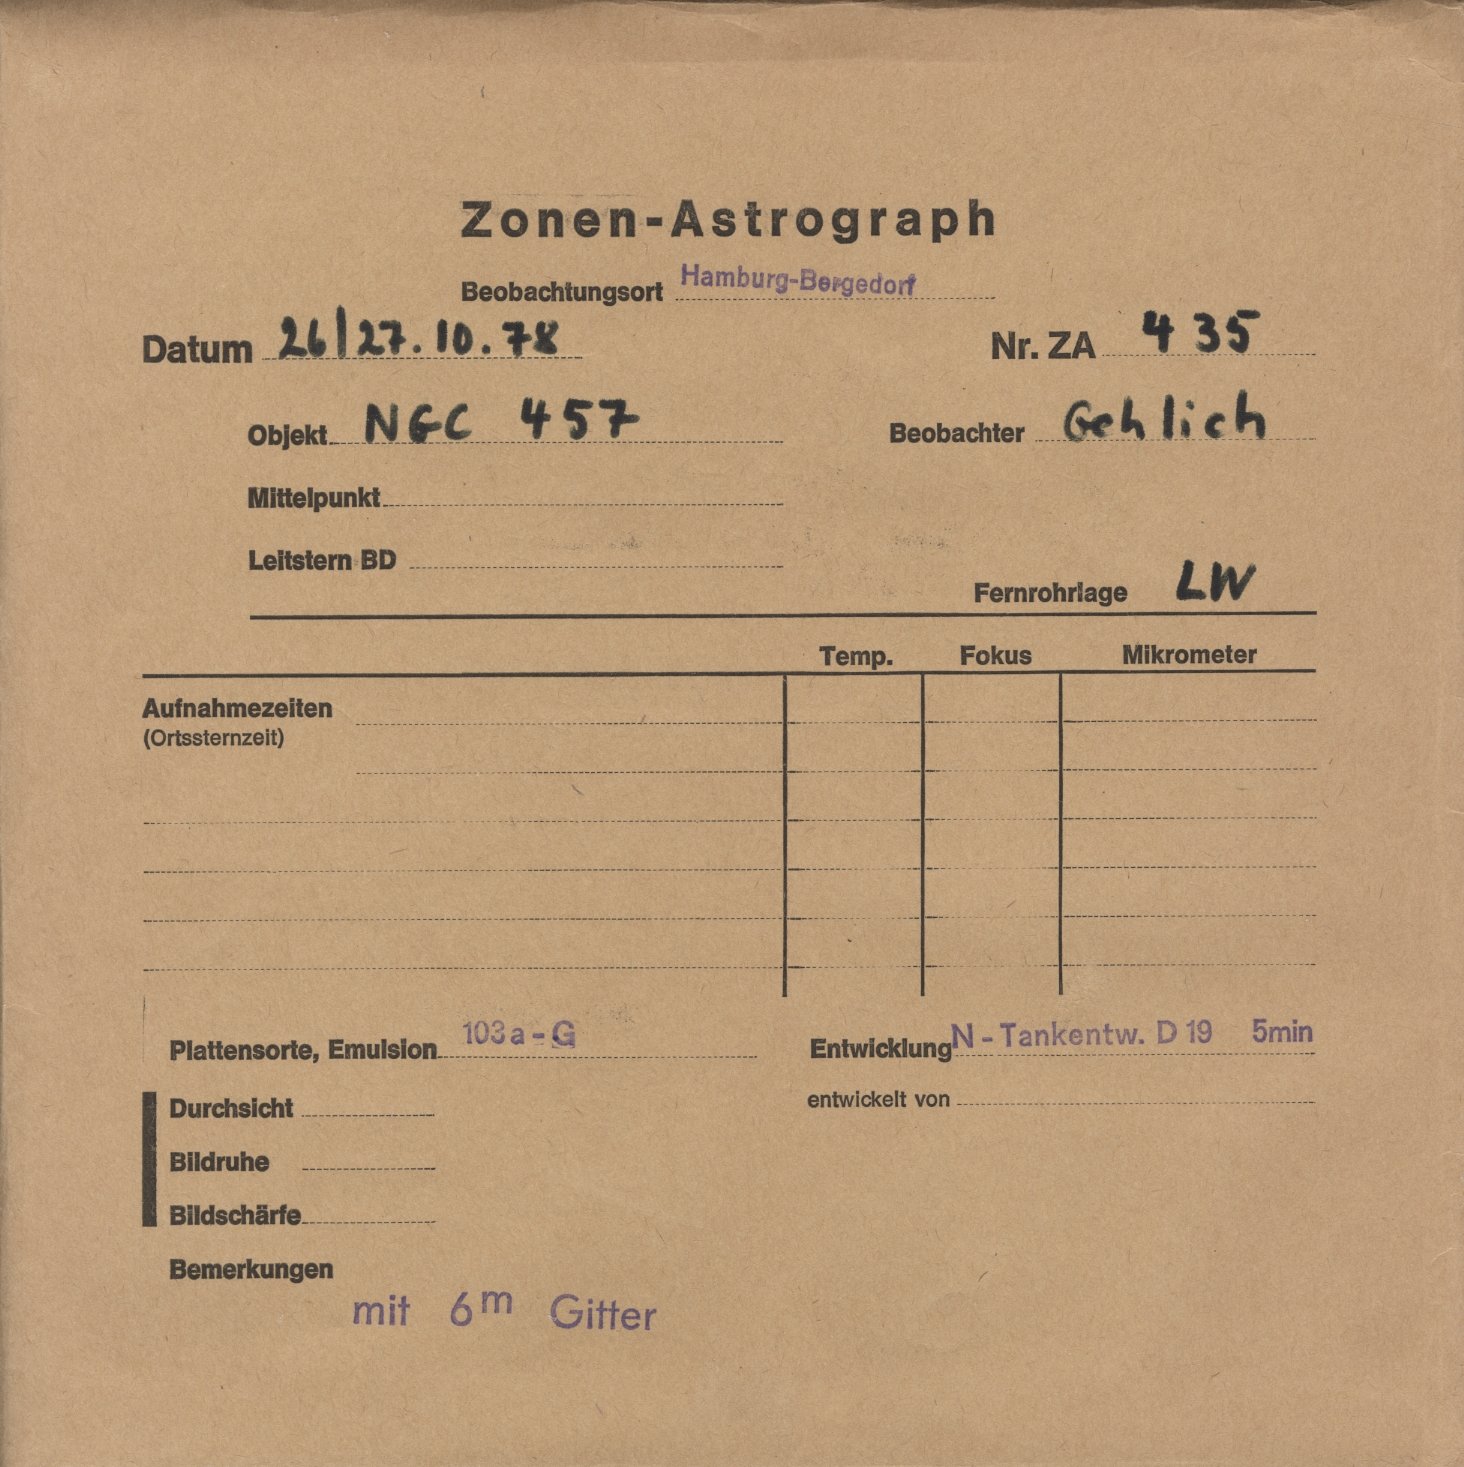 Zonen-Astrograph
Beobachtungsort Hamburg-Bergedorf
Datum 26/27.10.78 Nr. ZA 435
Objekt NGC 457 Beobachter Gehlich
Mittelpunkt
Leitstern BD
Fernrohrlage LW
Temp. Fokus Mikrometer
Aufnahmezeiten
(Ortssternzeit)
Plattensorte, Emulsion 103a-G Entwicklung N-Tankentw. D19 5min
Durchsicht entwickelt von
Bildruhe
Bildschärfe
Bemerkungen
mit 6m Gitter